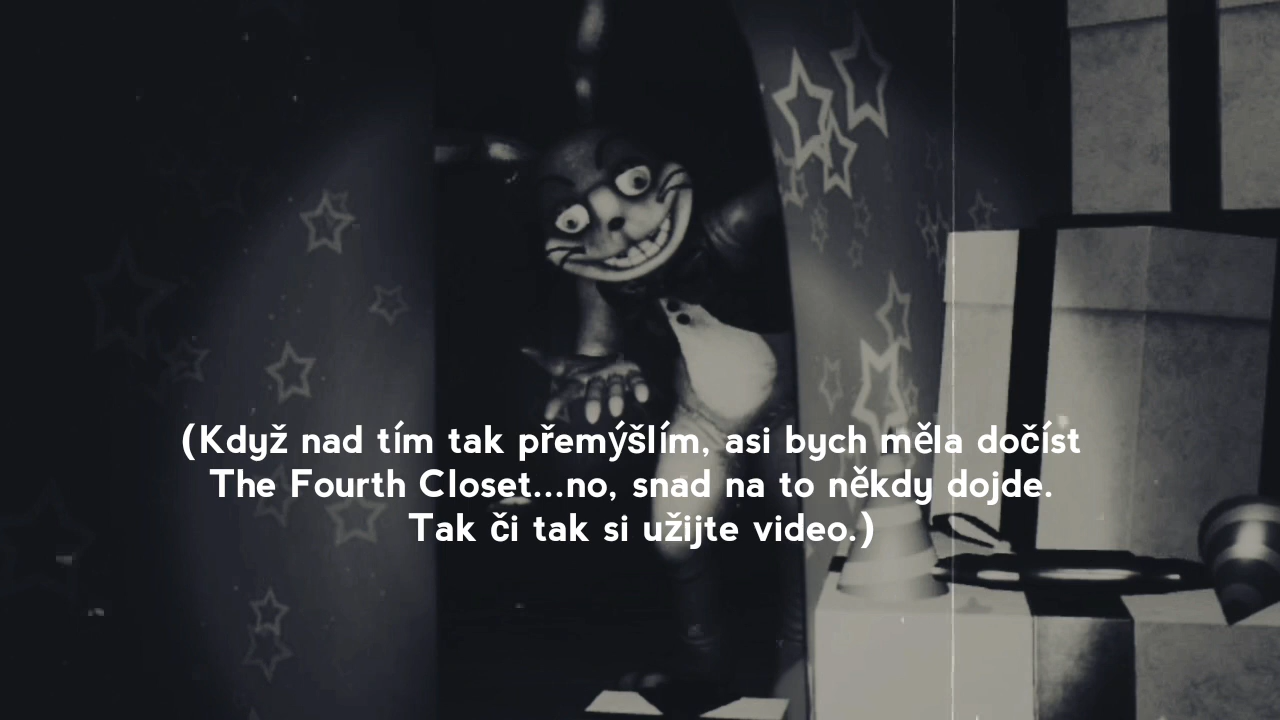 (Když nad tím tak přemýšlím, asi bych měla dočíst
The Fourth Closet...no, snad na to někdy dojde.
Tak či tak si užijte video.)